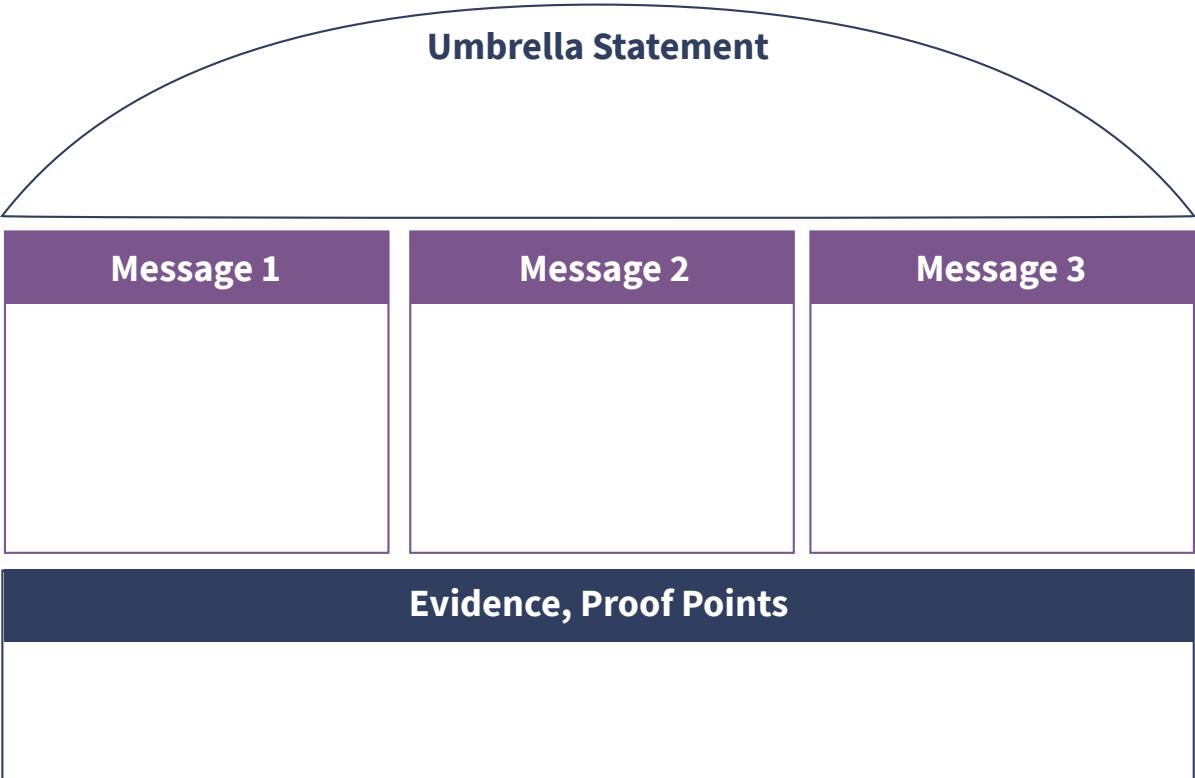 Umbrella Statement
Message 1
Message 2
Message 3
Evidence, Proof Points